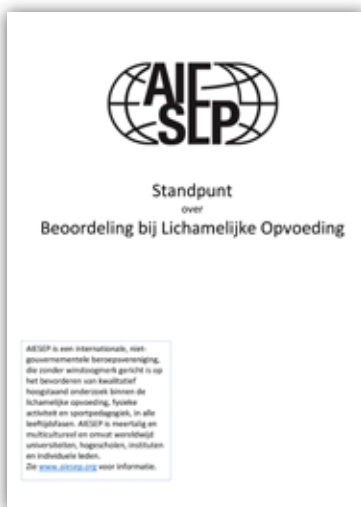 AIE
SEP
Standpunt
over
Beoordeling bij Lichamelijke Opvoeding
AIESEP is een internationale, niet-
gouvernementele beroepsvereniging,
die zonder winstoogmerk gericht is op
het bevorderen van kwalitatief
hoogstaand onderzoek binnen de
lichamelijke opvoeding, fysieke
activiteit en sportpedagogiek, in alle
leeftijdsfasen. AIESEP is meertalig en
multicultureel en omvat wereldwijd
universiteiten, hogescholen, instituten
en individuele leden.
Zie www.aiesep.org voor informatie.